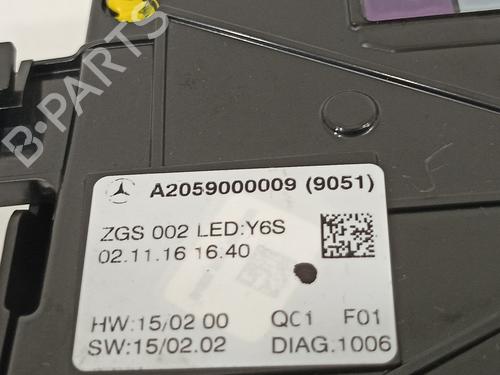 B-PARTS
A2059000009 (9051)
ZGS 002 LED:Y6S
02.11.16 16.40
HW:15/02 00 QC1 F01
SW:15/02.02 DIAG.1006